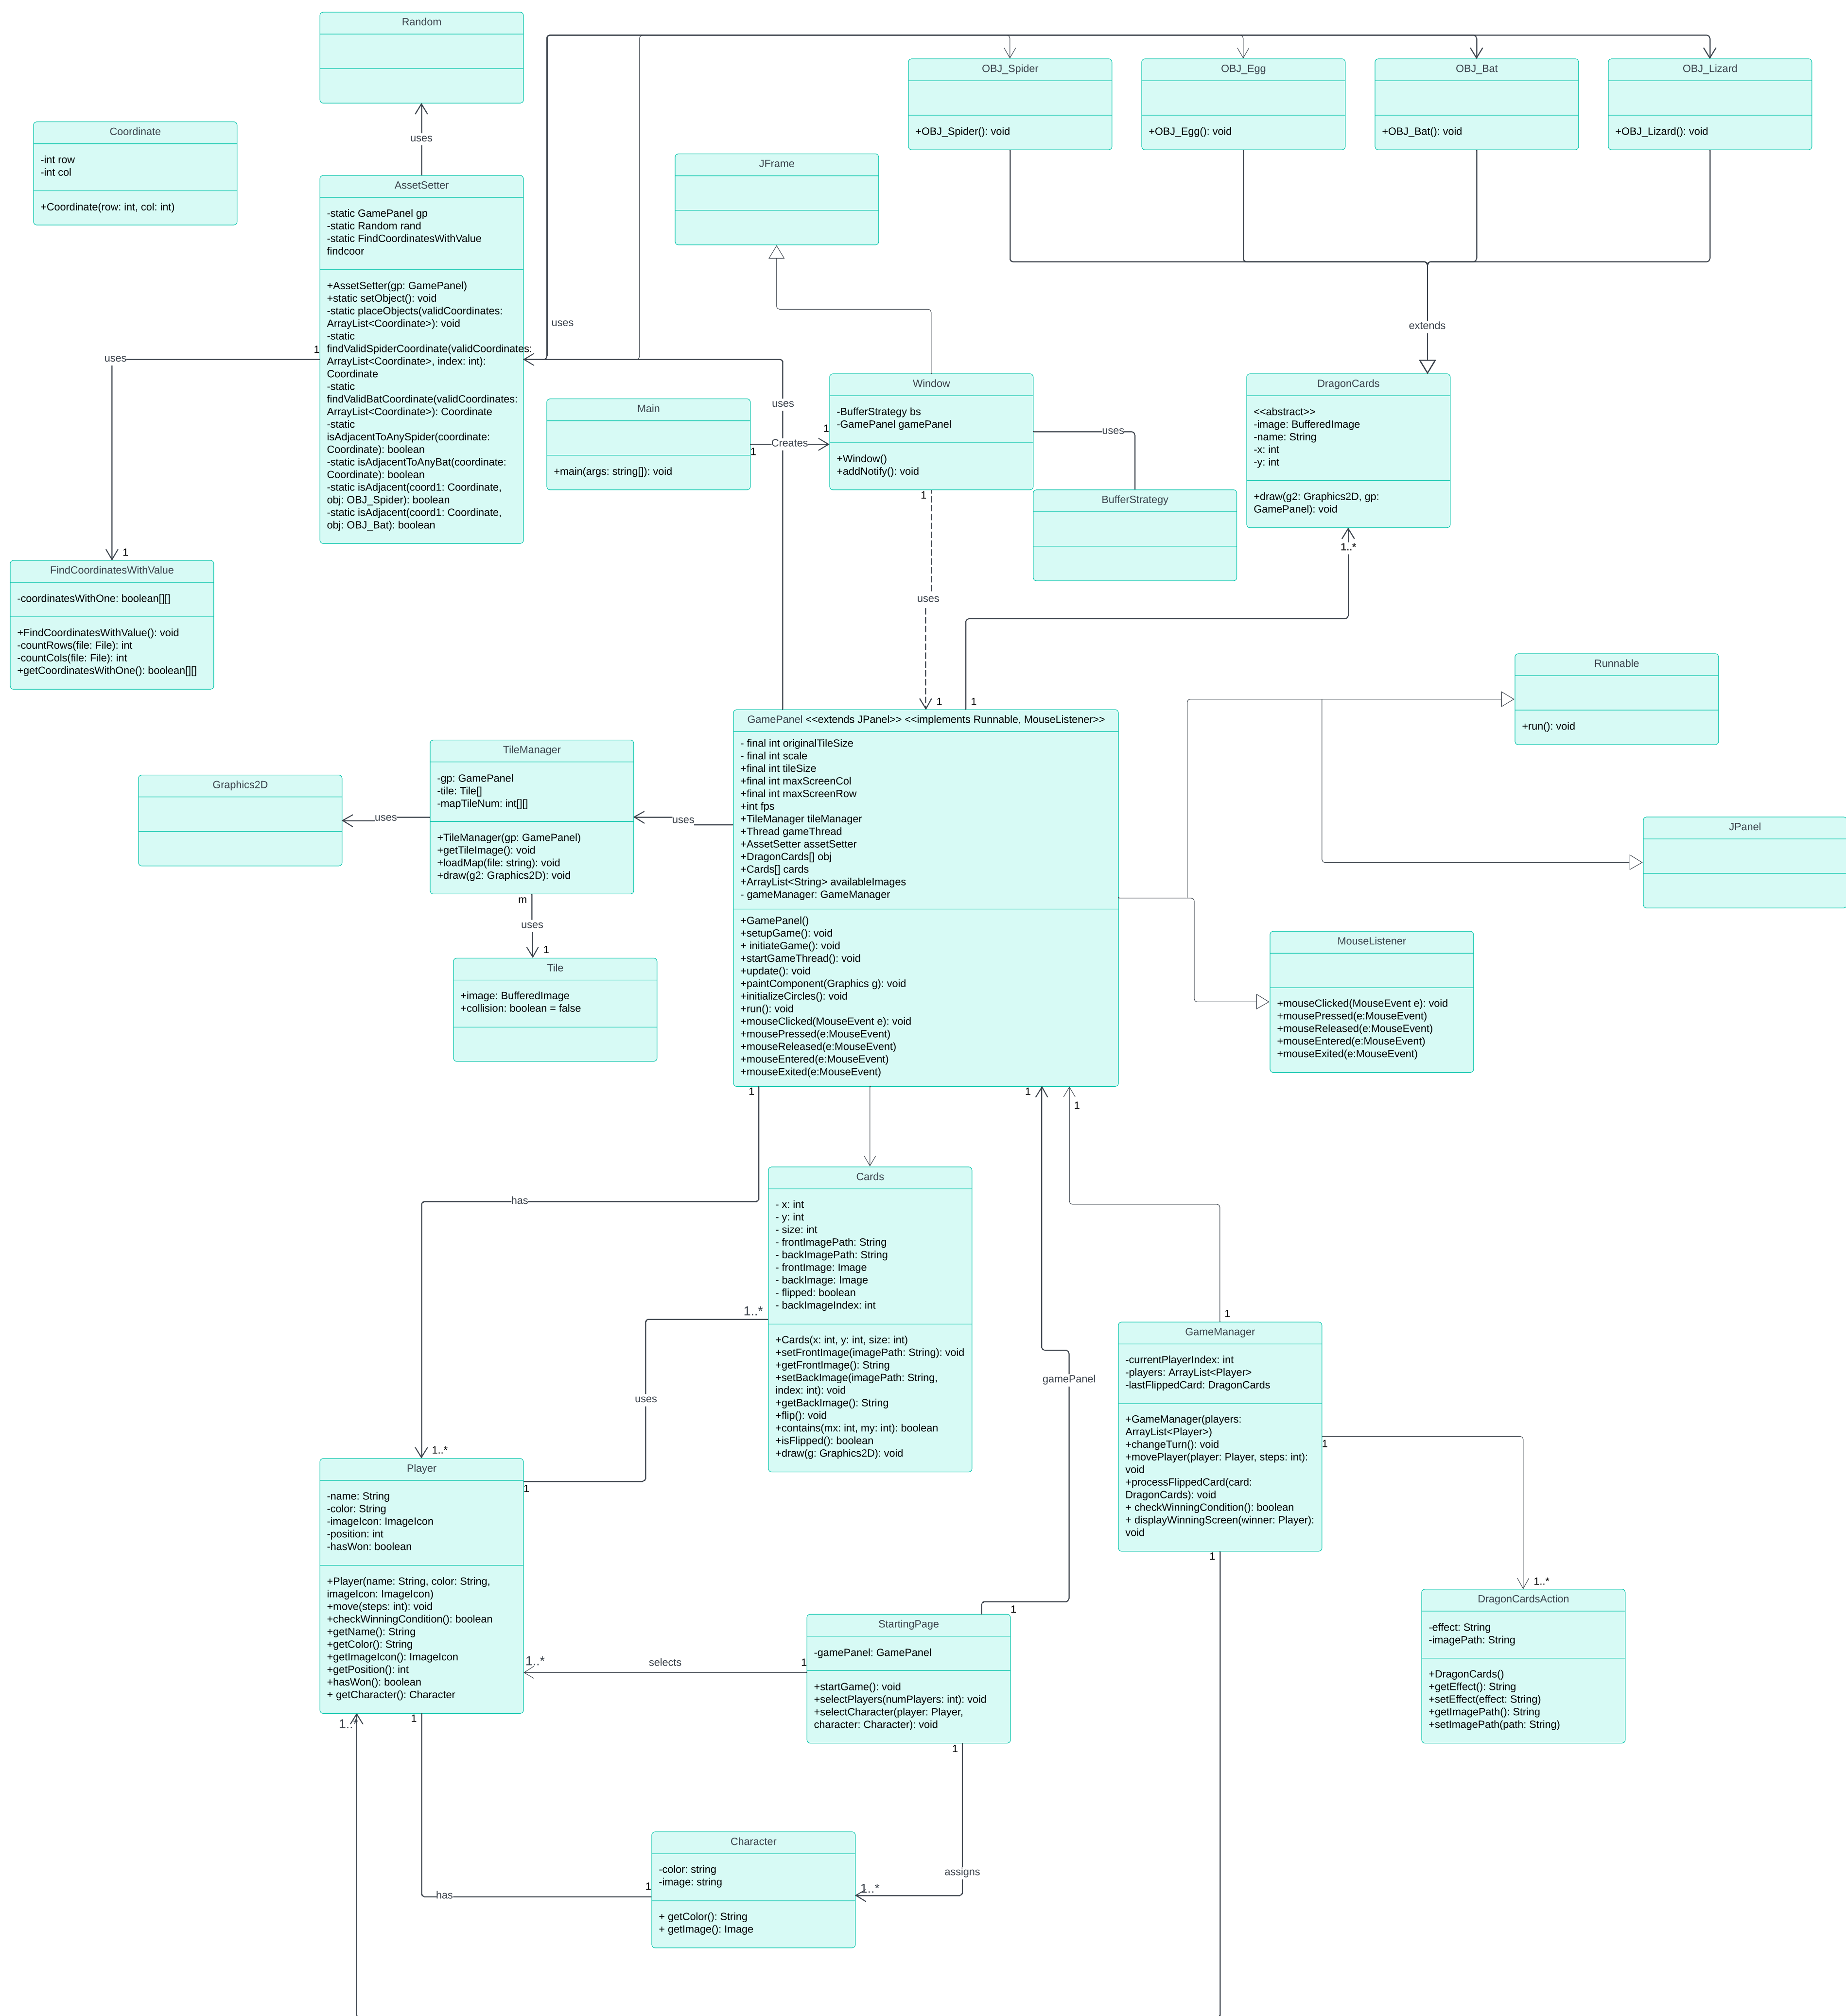 Random
uses
Coordinate
-int row
-int col
+Coordinate(row: int, col: int)
AssetSetter
-static GamePanel gp
-static Random rand
-static FindCoordinatesWithValue
findcoor
+AssetSetter(gp: GamePanel)
+static setObject(): void
-static placeObjects(validCoordinates:
ArrayList<Coordinate>): void
-static
findValidSpiderCoordinate(validCoordinates:
ArrayList<Coordinate>, index: int):
Coordinate
-static
findValidBatCoordinate(validCoordinates:
ArrayList<Coordinate>): Coordinate
-static
isAdjacentToAnySpider(coordinate:
Coordinate): boolean
-static isAdjacentToAnyBat(coordinate:
Coordinate): boolean
-static isAdjacent(coord1: Coordinate,
obj: OBJ_Spider): boolean
-static isAdjacent(coord1: Coordinate,
obj: OBJ_Bat): boolean
uses
1
uses
1
FindCoordinatesWithValue
-coordinatesWithOne: boolean[][]
+FindCoordinatesWithValue(): void
-countRows(file: File): int
-countCols(file: File): int
+getCoordinatesWithOne(): boolean[][]
OBJ_Spider
+OBJ_Spider(): void
OBJ_Egg
+OBJ_Egg(): void
OBJ_Bat
+OBJ_Bat(): void
OBJ_Lizard
+OBJ_Lizard(): void
extends
JFrame
Main
+main(args: string[]): void
1
Creates
1
uses
Window
-BufferStrategy bs
-GamePanel gamePanel
+Window()
+addNotify(): void
uses
BufferStrategy
1
uses
1
DragonCards
<<abstract>>
-image: BufferedImage
-name: String
-x: int
-y: int
+draw(g2: Graphics2D, gp:
GamePanel): void
1..*
1
Runnable
+run(): void
JPanel
MouseListener
+mouseClicked(MouseEvent e): void
+mousePressed(e:MouseEvent)
+mouseReleased(e:MouseEvent)
+mouseEntered(e:MouseEvent)
+mouseExited(e:MouseEvent)
GamePanel <<extends JPanel>> <<implements Runnable, MouseListener>>
- final int originalTileSize
- final int scale
+final int tileSize
+final int maxScreenCol
+final int maxScreenRow
+int fps
+TileManager tileManager
+Thread gameThread
+AssetSetter assetSetter
+DragonCards[] obj
+Cards[] cards
+ArrayList<String> availableImages
- gameManager: GameManager
+GamePanel()
+setupGame(): void
+ initiateGame(): void
+startGameThread(): void
+update(): void
+paintComponent(Graphics g): void
+initializeCircles(): void
+run(): void
+mouseClicked(MouseEvent e): void
+mousePressed(e:MouseEvent)
+mouseReleased(e:MouseEvent)
+mouseEntered(e:MouseEvent)
+mouseExited(e:MouseEvent)
uses
TileManager
-gp: GamePanel
-tile: Tile[]
-mapTileNum: int[][]
+TileManager(gp: GamePanel)
+getTileImage(): void
+loadMap(file: string): void
+draw(g2: Graphics2D): void
uses
Graphics2D
m
uses
1
Tile
+image: BufferedImage
+collision: boolean = false
1
1
1
has
Cards
- x: int
- y: int
- size: int
- frontImagePath: String
- backImagePath: String
- frontImage: Image
- backImage: Image
- flipped: boolean
- backImageIndex: int
+Cards(x: int, y: int, size: int)
+setFrontImage(imagePath: String): void
+getFrontImage(): String
+setBackImage(imagePath: String,
index: int): void
+getBackImage(): String
+flip(): void
+contains(mx: int, my: int): boolean
+isFlipped(): boolean
+draw(g: Graphics2D): void
1..*
uses
1
gamePanel
1
GameManager
-currentPlayerIndex: int
-players: ArrayList<Player>
-lastFlippedCard: DragonCards
+GameManager(players:
ArrayList<Player>)
+changeTurn(): void
+movePlayer(player: Player, steps: int):
void
+processFlippedCard(card:
DragonCards): void
+ checkWinningCondition(): boolean
+ displayWinningScreen(winner: Player):
void
1
1
1..*
DragonCardsAction
-effect: String
-imagePath: String
+DragonCards()
+getEffect(): String
+setEffect(effect: String)
+getImagePath(): String
+setImagePath(path: String)
1..*
Player
-name: String
-color: String
-imageIcon: ImageIcon
-position: int
-hasWon: boolean
+Player(name: String, color: String,
imageIcon: ImageIcon)
+move(steps: int): void
+checkWinningCondition(): boolean
+getName(): String
+getColor(): String
+getImageIcon(): ImageIcon
+getPosition(): int
+hasWon(): boolean
+ getCharacter(): Character
1..*
selects
1
1
StartingPage
-gamePanel: GamePanel
+startGame(): void
+selectPlayers(numPlayers: int): void
+selectCharacter(player: Player,
character: Character): void
1
assigns
1..*
1..*
1
has
1
Character
-color: string
-image: string
+ getColor(): String
+ getImage(): Image